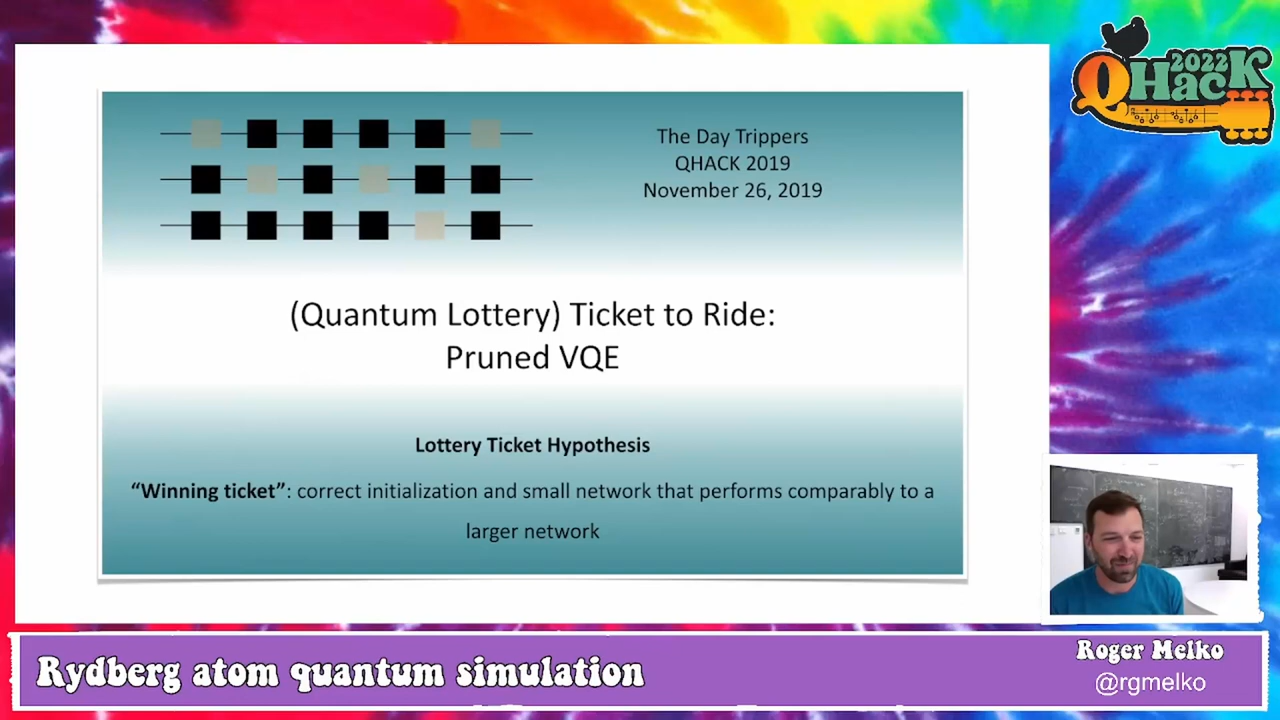 2022
QHacK
The Day Trippers
QHACK 2019
November 26, 2019
(Quantum Lottery) Ticket to Ride:
Pruned VQE
Lottery Ticket Hypothesis
“Winning ticket”: correct initialization and small network that performs comparably to a
larger network
Rydberg atom quantum simulation
Roger Melko
@rgmelko